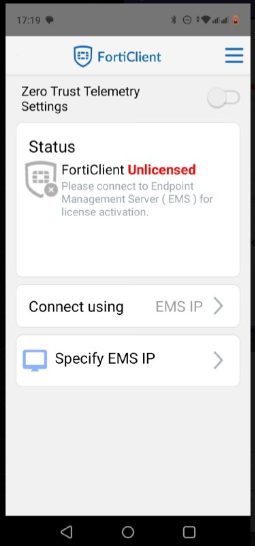 17:19
FortiClient
Zero Trust Telemetry
Settings
Status
FortiClient Unlicensed
Please connect to Endpoint
Management Server ( EMS ) for
license activation.
Connect using EMS IP
Specify EMS IP